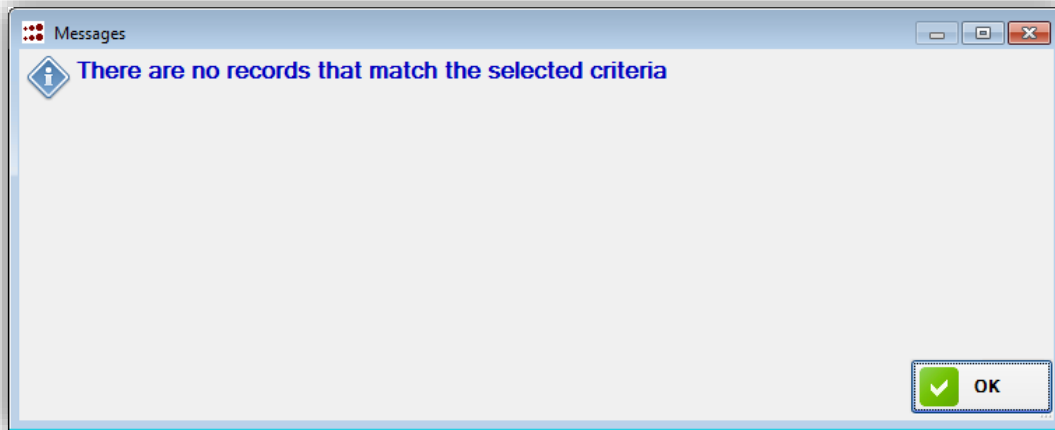 Messages
There are no records that match the selected criteria
OK